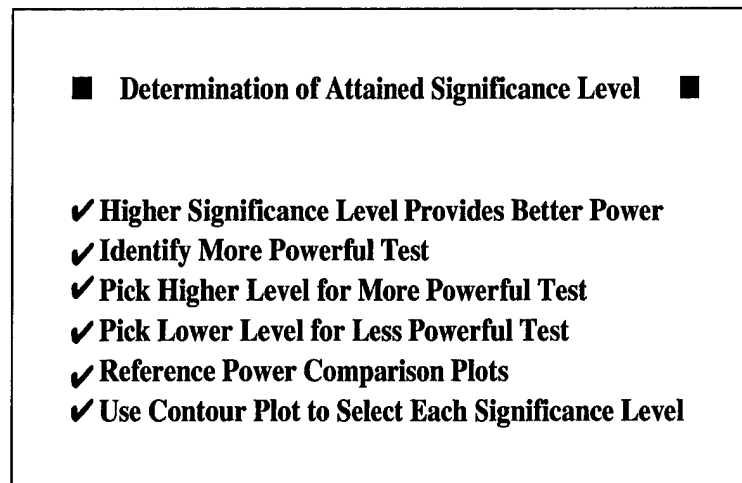 ■ Determination of Attained Significance Level ■
✔ Higher Significance Level Provides Better Power
✔ Identify More Powerful Test
✔ Pick Higher Level for More Powerful Test
✔ Pick Lower Level for Less Powerful Test
✔ Reference Power Comparison Plots
✔ Use Contour Plot to Select Each Significance Level